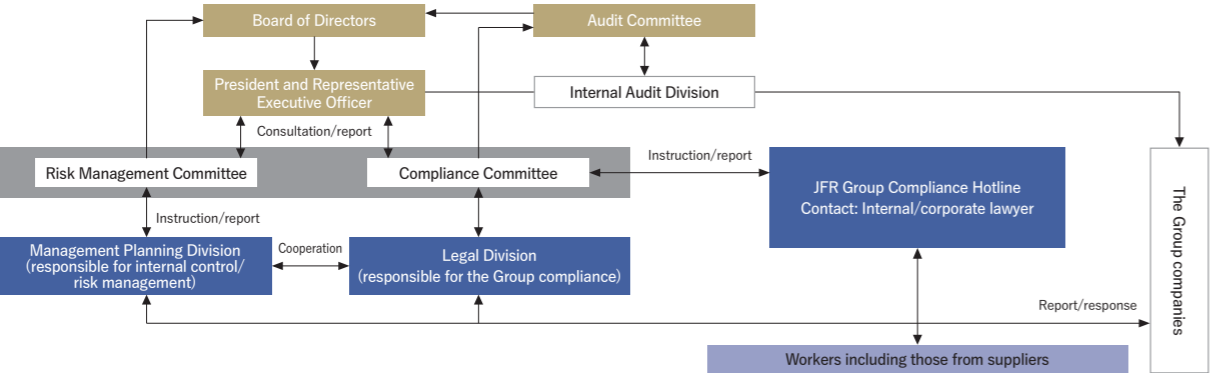 Board of Directors
Audit Committee
President and Representative
Executive Officer
Internal Audit Division
Consultation/report
Risk Management Committee
Compliance Committee
Instruction/report
JFR Group Compliance Hotline
Contact: Internal/corporate lawyer
The Group companies
Instruction/report
Management Planning Division
(responsible for internal control/
risk management)
Cooperation
Legal Division
(responsible for the Group compliance)
Report/response
Workers including those from suppliers